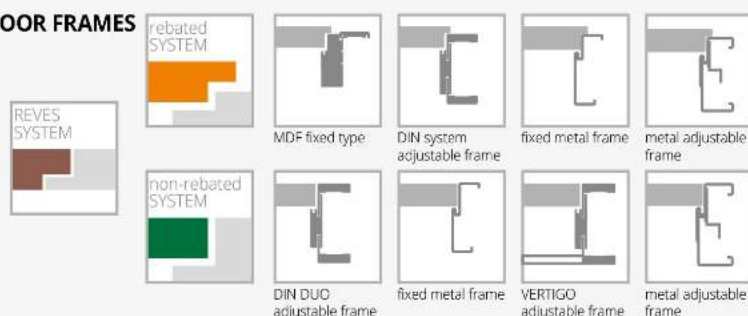 OOR FRAMES
rebated
SYSTEM
MDF fixed type
DIN system
adjustable frame
fixed metal frame
metal adjustable
frame
REVES
SYSTEM
non-rebated
SYSTEM
DIN DUO
adjustable frame
fixed metal frame
VERTIGO
adjustable frame
metal adjustable
frame